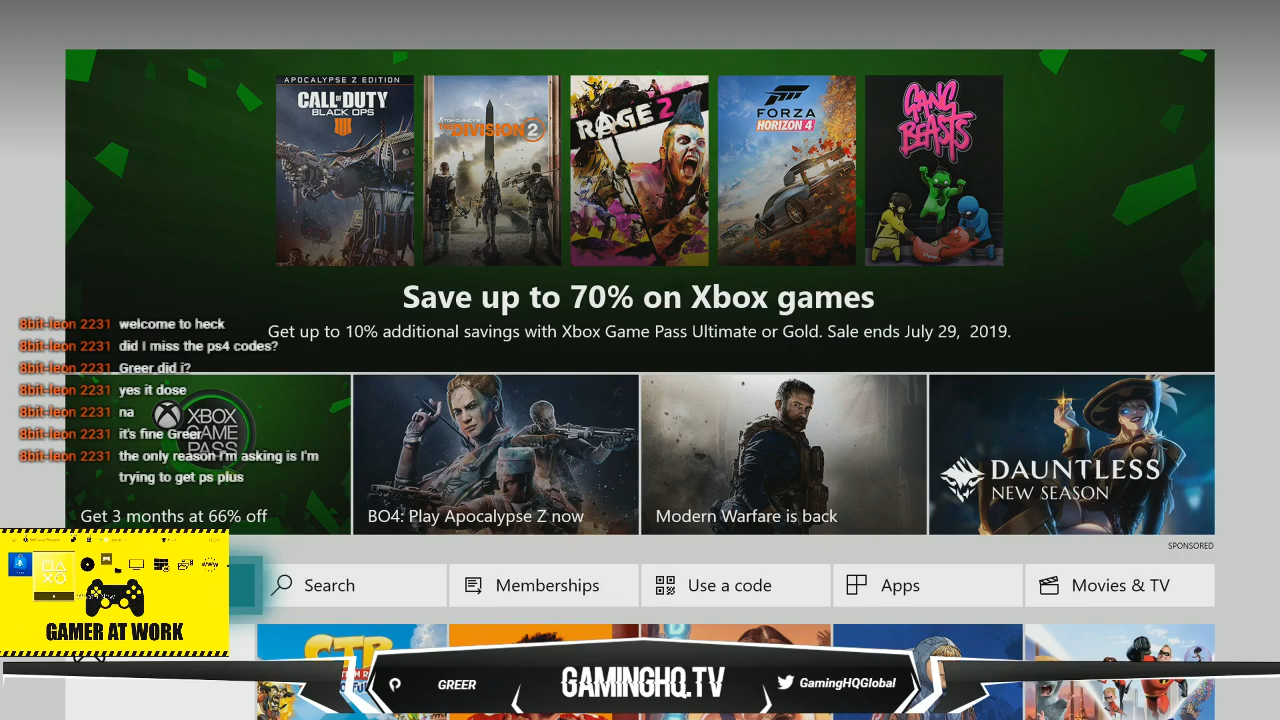 APOCALYPSE Z EDITION
CALL OF DUTY
BLACK OPS
IIII
TOM CLANCY'S
THE DIVISION 2
RAGE 2
FORZA
HORIZON 4
GANG
BEASTS
Save up to 70% on Xbox games
Get up to 10% additional savings with Xbox Game Pass Ultimate or Gold. Sale ends July 29, 2019.
8bit-leon 2231 welcome to heck
8bit-leon 2231 did I miss the ps4 codes?
8bit-leon 2231 Greer did i?
8bit-leon 2231 yes it dose
8bit-leon 2231 na
8bit-leon 2231 it's fine Greer
8bit-leon 2231 the only reason I'm asking is I'm
trying to get ps plus
XBOX
GAME
PASS
Get 3 months at 66% off
BO4: Play Apocalypse Z now
Modern Warfare is back
DAUNTLESS
NEW SEASON
SPONSORED
Search
Memberships
Use a code
Apps
Movies & TV
www
GAMER AT WORK
CTR
GREER
GAMINGHQ.TV
GamingHQGlobal